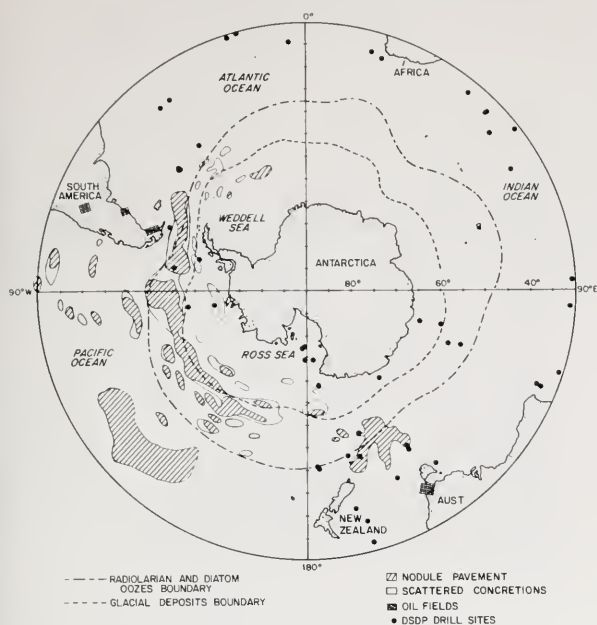 0°
ATLANTIC
OCEAN
AFRICA
SOUTH
AMERICA
INDIAN
OCEAN
WEDDELL
SEA
ANTARCTICA
90°W
80°
60°
40°
90°E
ROSS SEA
PACIFIC
OCEAN
AUST
NEW
ZEALAND
180°
RADIOLARIAN AND DIATOM
OOZES BOUNDARY
GLACIAL DEPOSITS BOUNDARY
NODULE PAVEMENT
SCATTERED CONCRETIONS
OIL FIELDS
DSDP DRILL SITES